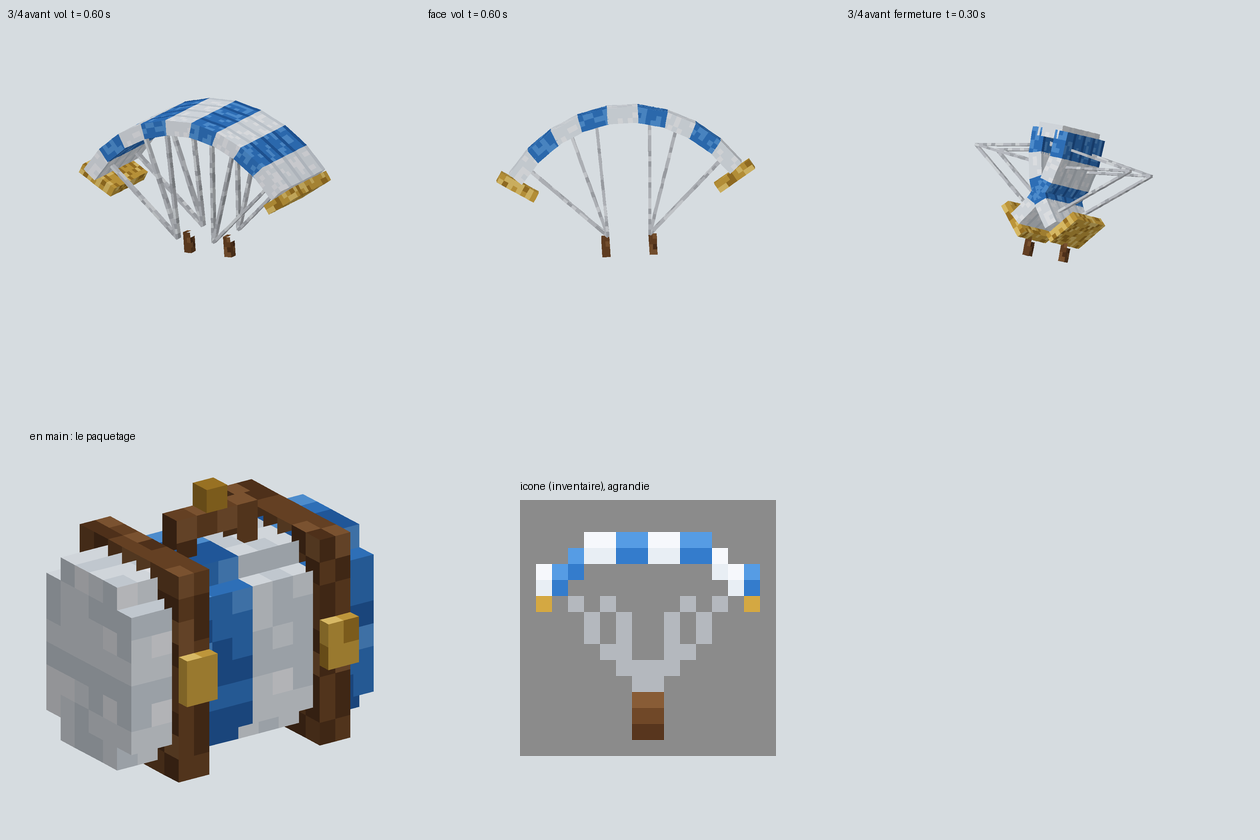 3/4 avant vol t = 0.60 s
face vol t = 0.60 s
3/4 avant fermeture t = 0.30 s
en main : le paquetage
icone (inventaire), agrandie